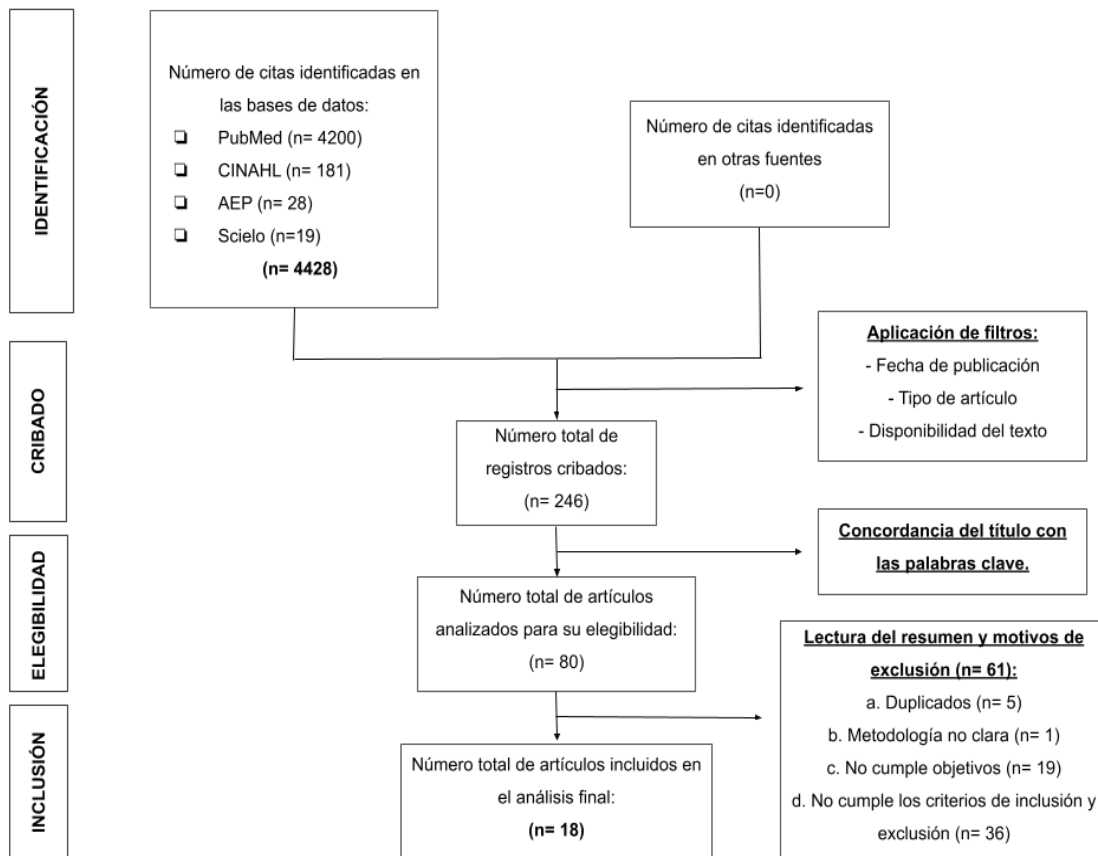 IDENTIFICACIÓN
Número de citas identificadas en
las bases de datos:
❏ PubMed (n= 4200)
❏ CINAHL (n= 181)
❏ AEP (n= 28)
❏ Scielo (n=19)
(n= 4428)
Número de citas identificadas
en otras fuentes
(n=0)
CRIBADO
Aplicación de filtros:
- Fecha de publicación
- Tipo de artículo
- Disponibilidad del texto
Número total de
registros cribados:
(n= 246)
ELEGIBILIDAD
Concordancia del título con
las palabras clave.
Número total de artículos
analizados para su elegibilidad:
(n= 80)
INCLUSIÓN
Lectura del resumen y motivos de
exclusión (n= 61):
a. Duplicados (n= 5)
b. Metodología no clara (n= 1)
c. No cumple objetivos (n= 19)
d. No cumple los criterios de inclusión y
exclusión (n= 36)
Número total de artículos incluidos en
el análisis final:
(n= 18)